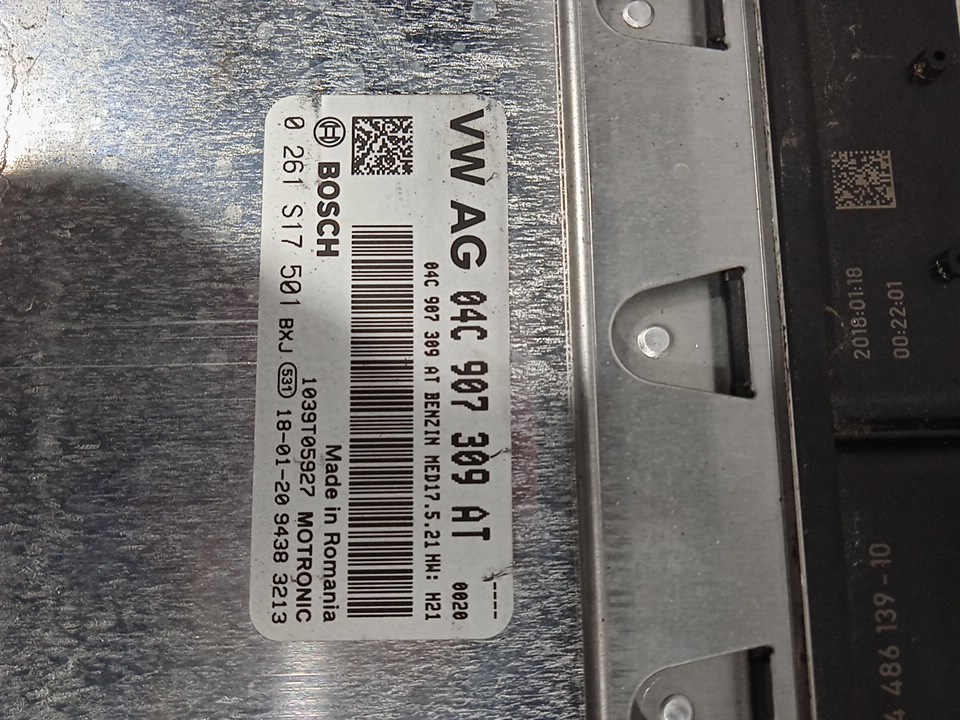 VW AG 04C 907 309 AT
----
0020
04C 907 309 AT BENZIN MED17.5.21 HW: H21
BOSCH
Made in Romania
1039T05927 MOTRONIC
0 261 S17 501 BXJ 531 18-01-20 9438 3213
2018:01:18
00:22:01
486 139-10